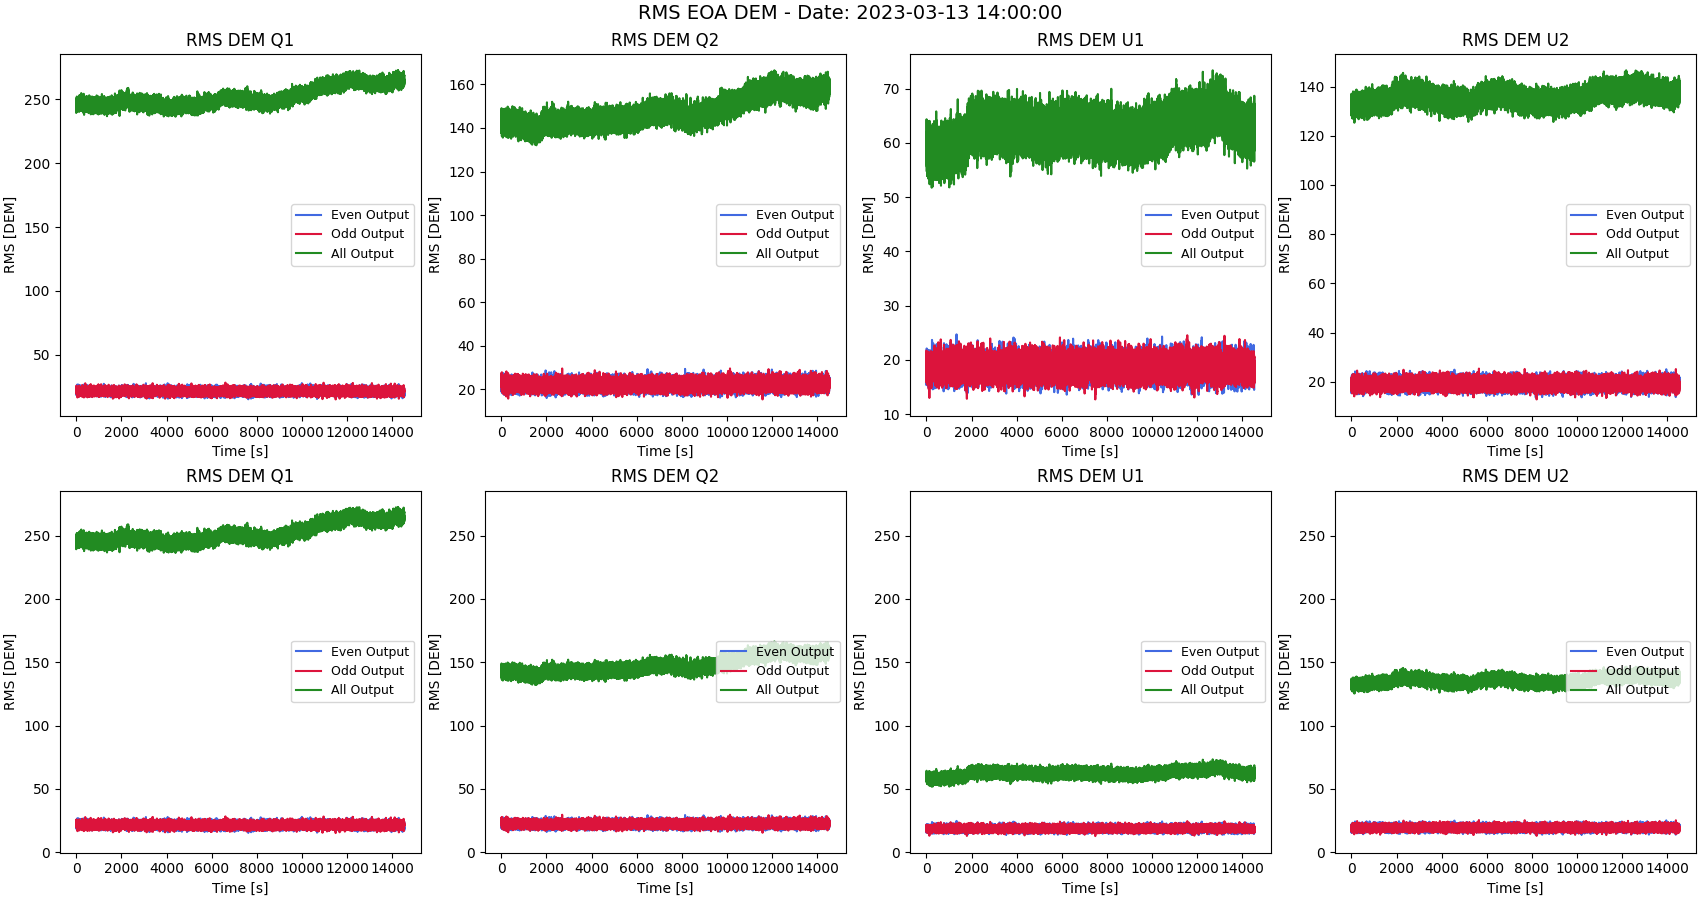 RMS EOA DEM - Date: 2023-03-13 14:00:00
RMS DEM Q1
RMS [DEM]
250
200
150
100
50
Even Output
Odd Output
All Output
0 2000 4000 6000 8000 10000 12000 14000
Time [s]
RMS DEM Q2
RMS [DEM]
160
140
120
100
80
60
40
20
Even Output
Odd Output
All Output
0 2000 4000 6000 8000 10000 12000 14000
Time [s]
RMS DEM U1
RMS [DEM]
70
60
50
40
30
20
10
Even Output
Odd Output
All Output
0 2000 4000 6000 8000 10000 12000 14000
Time [s]
RMS DEM U2
RMS [DEM]
140
120
100
80
60
40
20
Even Output
Odd Output
All Output
0 2000 4000 6000 8000 10000 12000 14000
Time [s]
RMS DEM Q1
RMS [DEM]
250
200
150
100
50
0
Even Output
Odd Output
All Output
0 2000 4000 6000 8000 10000 12000 14000
Time [s]
RMS DEM Q2
RMS [DEM]
250
200
150
100
50
0
Even Output
Odd Output
All Output
0 2000 4000 6000 8000 10000 12000 14000
Time [s]
RMS DEM U1
RMS [DEM]
250
200
150
100
50
0
Even Output
Odd Output
All Output
0 2000 4000 6000 8000 10000 12000 14000
Time [s]
RMS DEM U2
RMS [DEM]
250
200
150
100
50
0
Even Output
Odd Output
All Output
0 2000 4000 6000 8000 10000 12000 14000
Time [s]